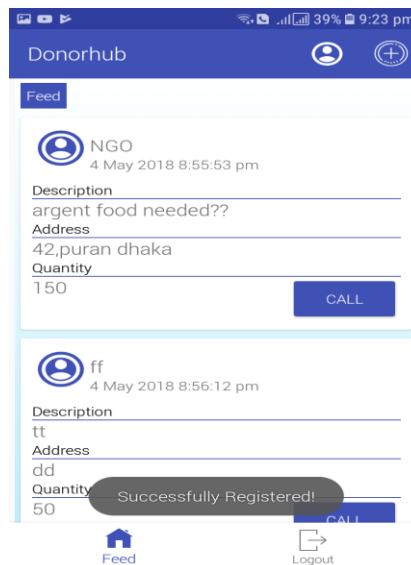 39% 9:23 pm
Donorhub
Feed
NGO
4 May 2018 8:55:53 pm
Description
argent food needed??
Address
42,puran dhaka
Quantity
150
CALL
ff
4 May 2018 8:56:12 pm
Description
tt
Address
dd
Quantity
Successfully Registered!
50
CALL
Feed
Logout